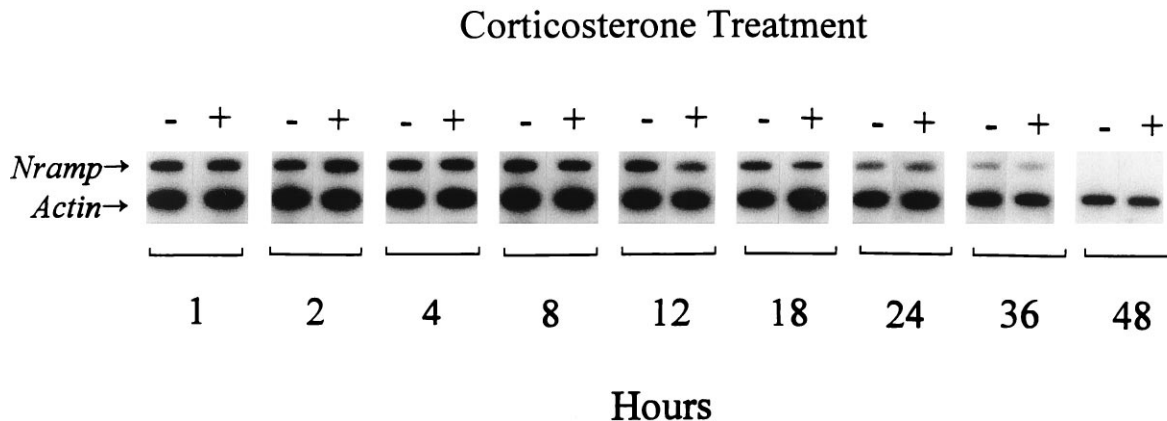 Corticosterone Treatment
- + - + - + - + - + - + - + - + - +
Nramp→
Actin→
1 2 4 8 12 18 24 36 48
Hours